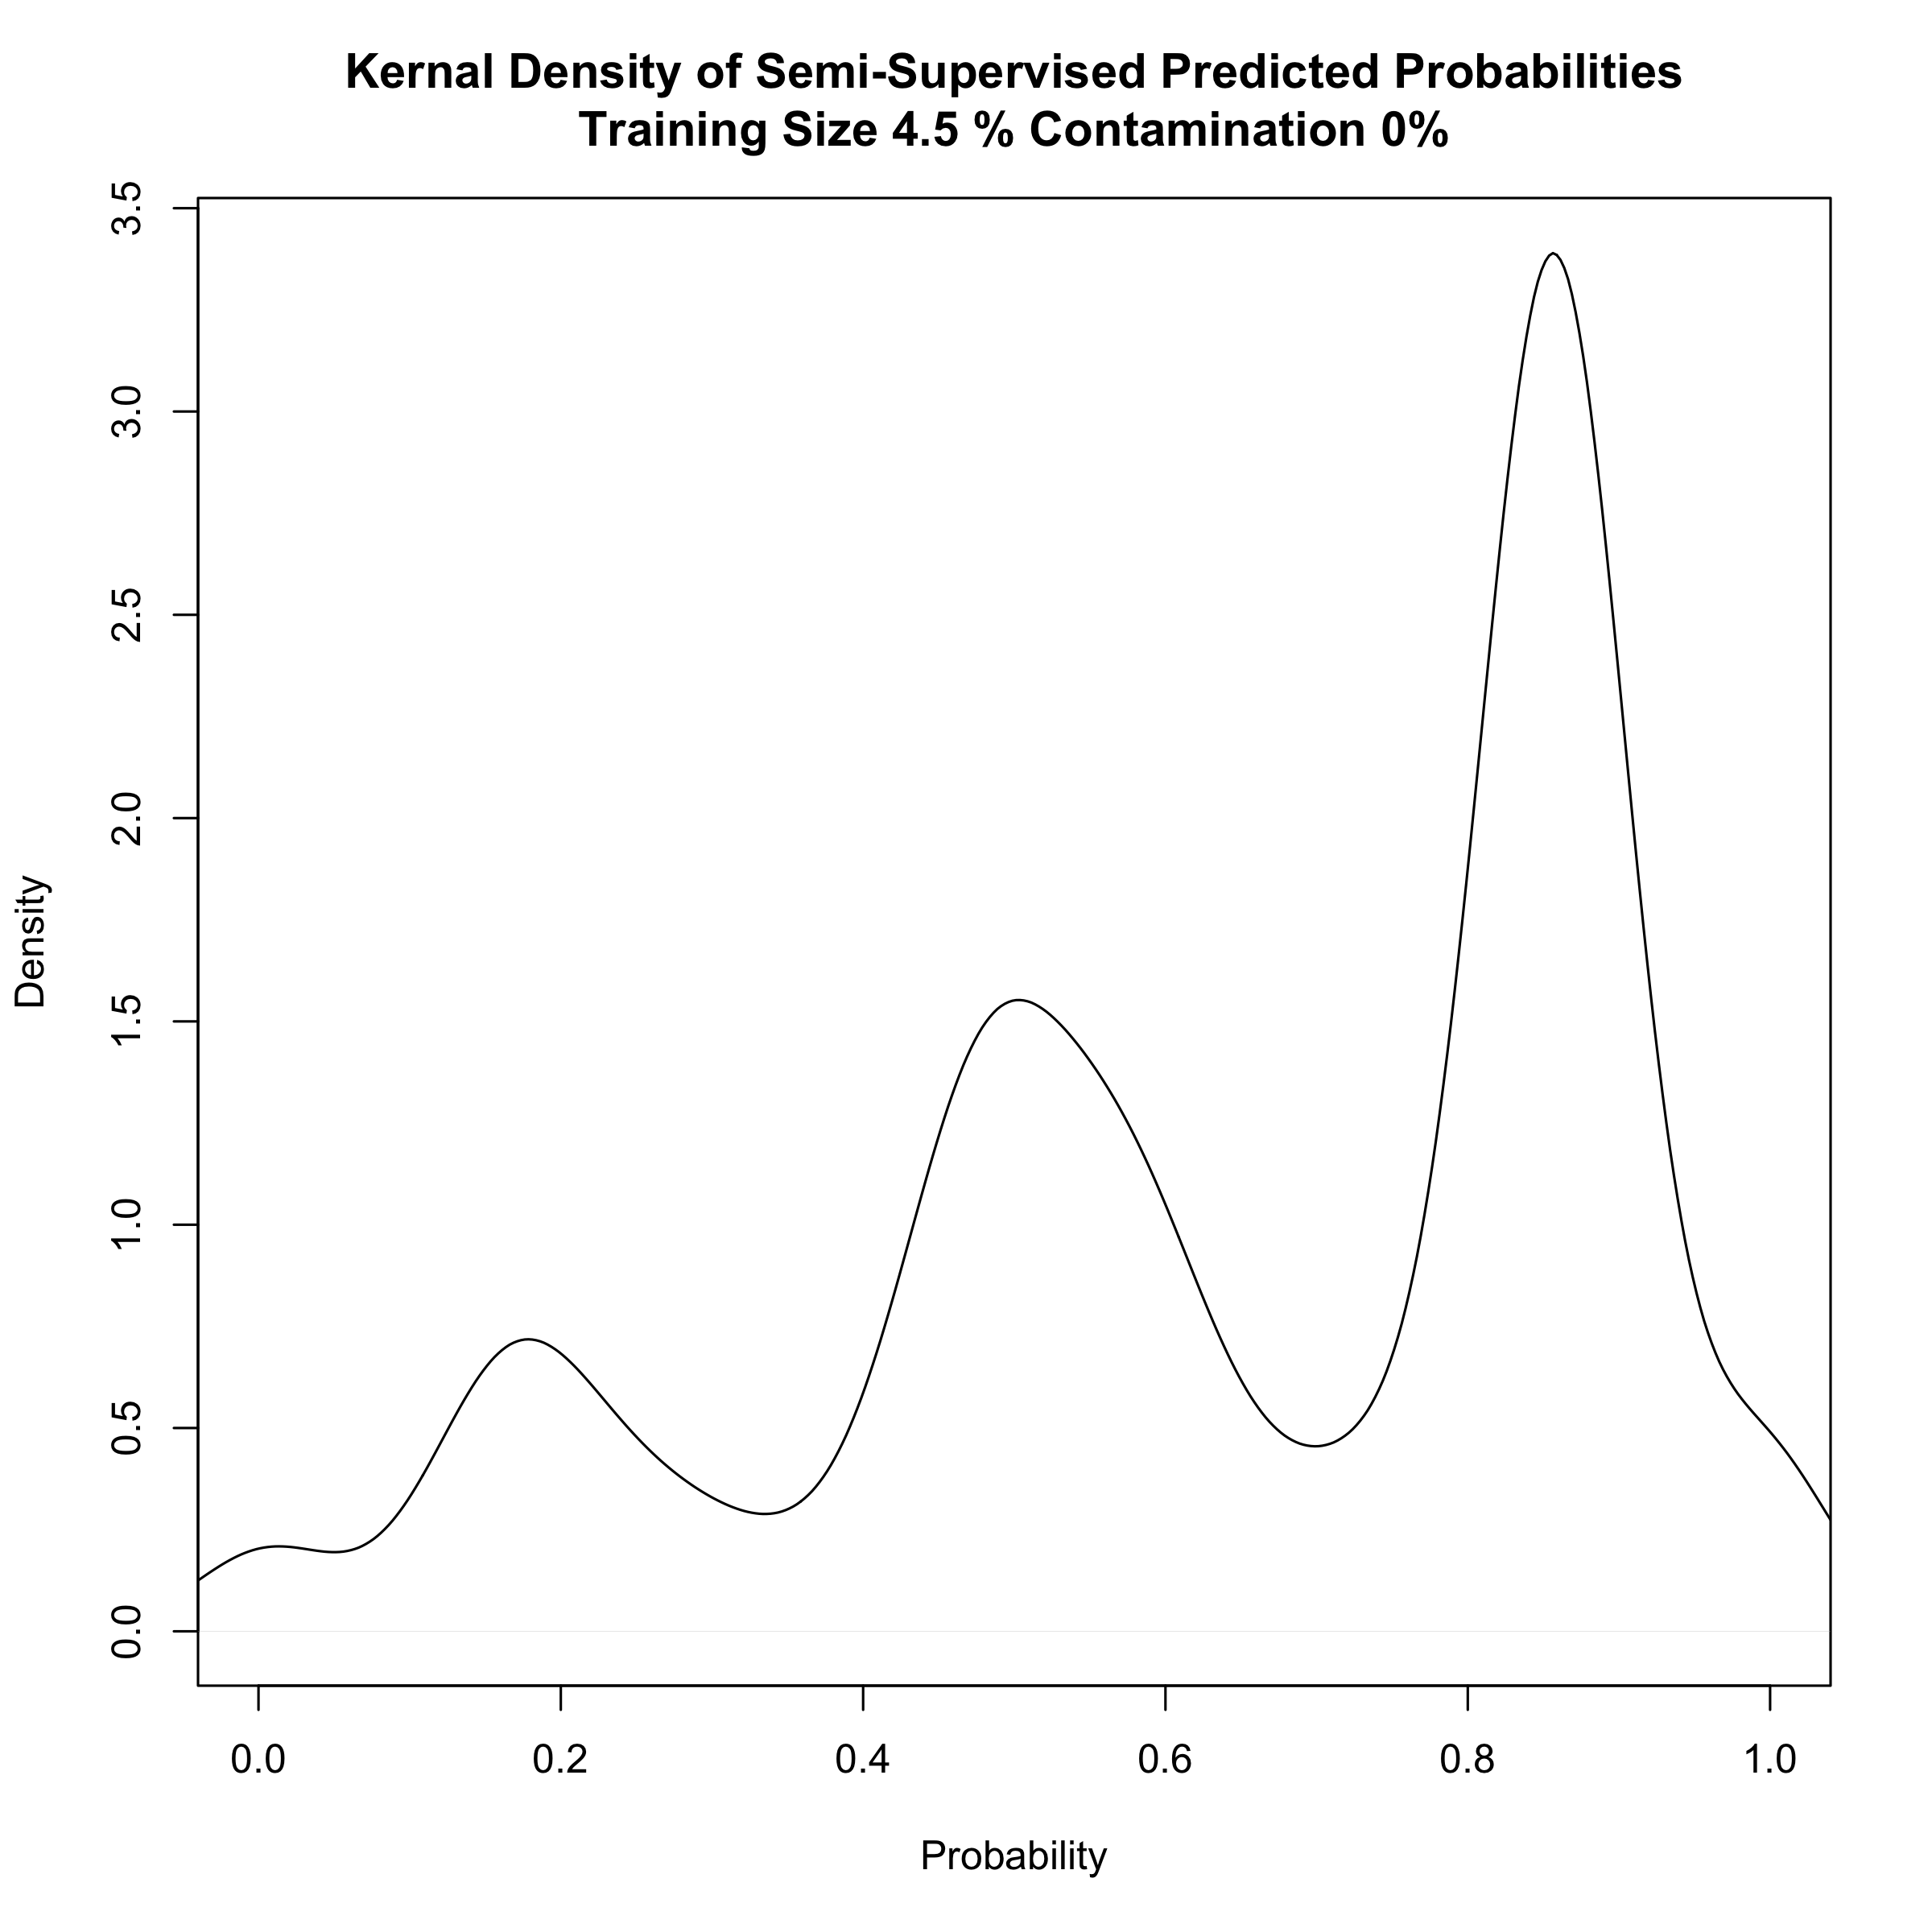 Kernal Density of Semi-Supervised Predicted Probabilities
Training Size 4.5 % Contamination 0%
3.5
3.0
2.5
2.0
1.5
1.0
0.5
0.0
Density
0.0 0.2 0.4 0.6 0.8 1.0
Probability